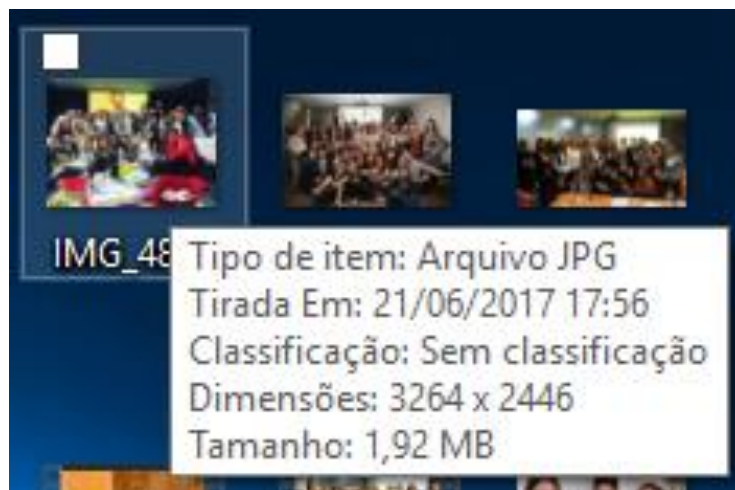 IMG_48
Tipo de item: Arquivo JPG
Tirada Em: 21/06/2017 17:56
Classificação: Sem classificação
Dimensões: 3264 x 2446
Tamanho: 1,92 MB